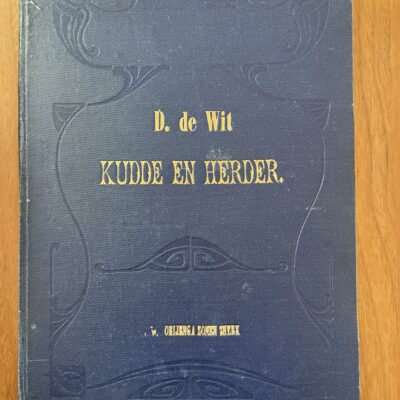 D. de Wit
KUDDE EN HERDER.